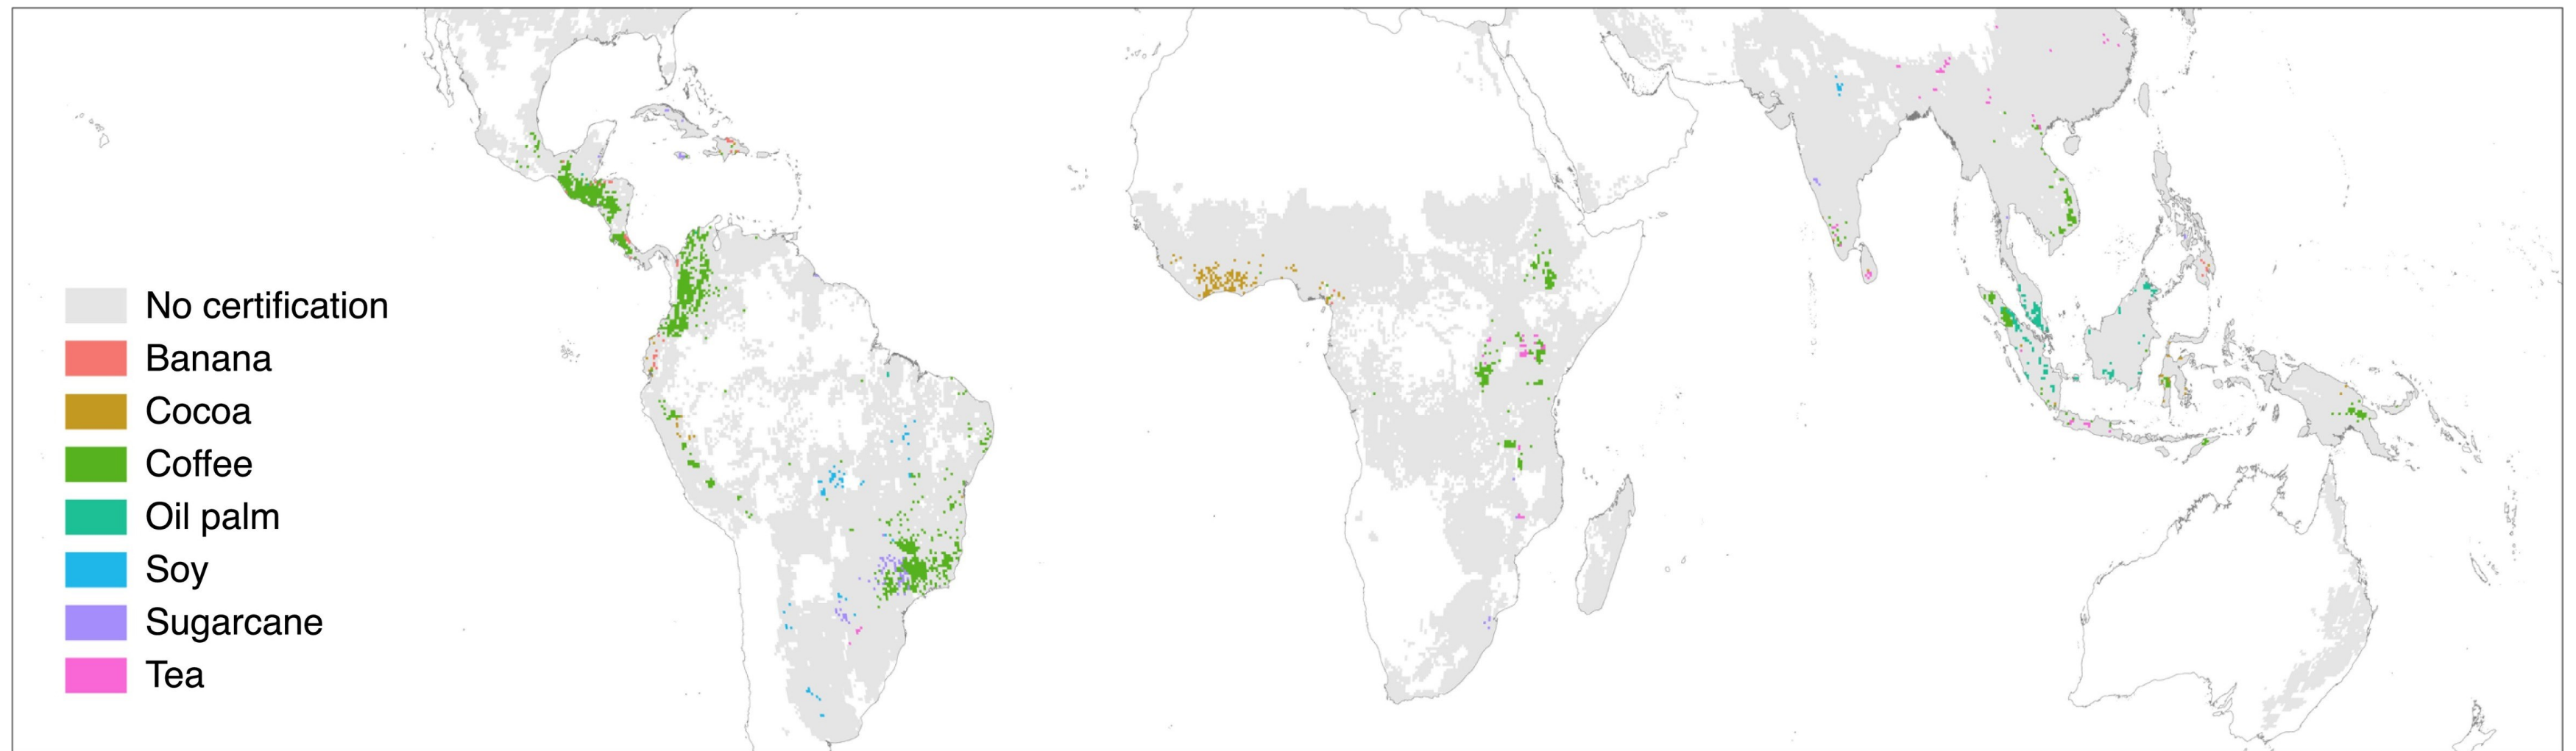 No certification
Banana
Cocoa
Coffee
Oil palm
Soy
Sugarcane
Tea